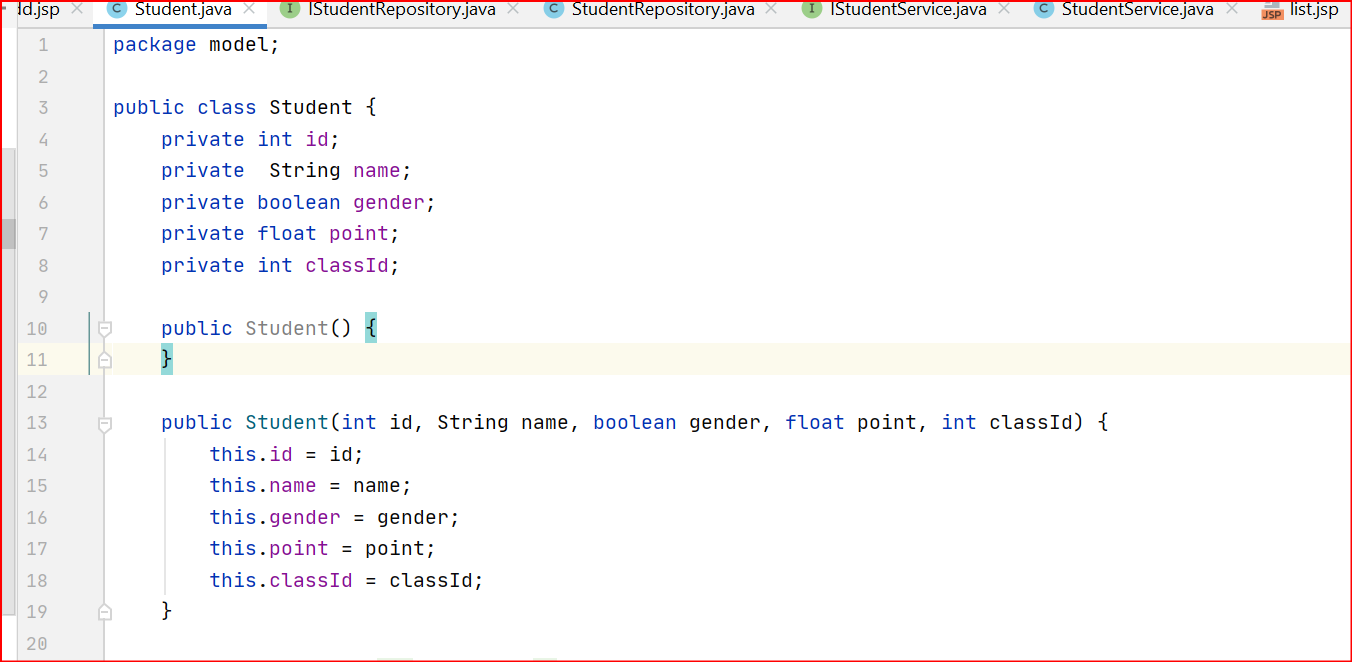 dd.jsp Student.java IStudentRepository.java StudentRepository.java IStudentService.java StudentService.java list.jsp
1 package model;
2
3 public class Student {
4     private int id;
5     private  String name;
6     private boolean gender;
7     private float point;
8     private int classId;
9
10     public Student() {
11     }
12
13     public Student(int id, String name, boolean gender, float point, int classId) {
14         this.id = id;
15         this.name = name;
16         this.gender = gender;
17         this.point = point;
18         this.classId = classId;
19     }
20